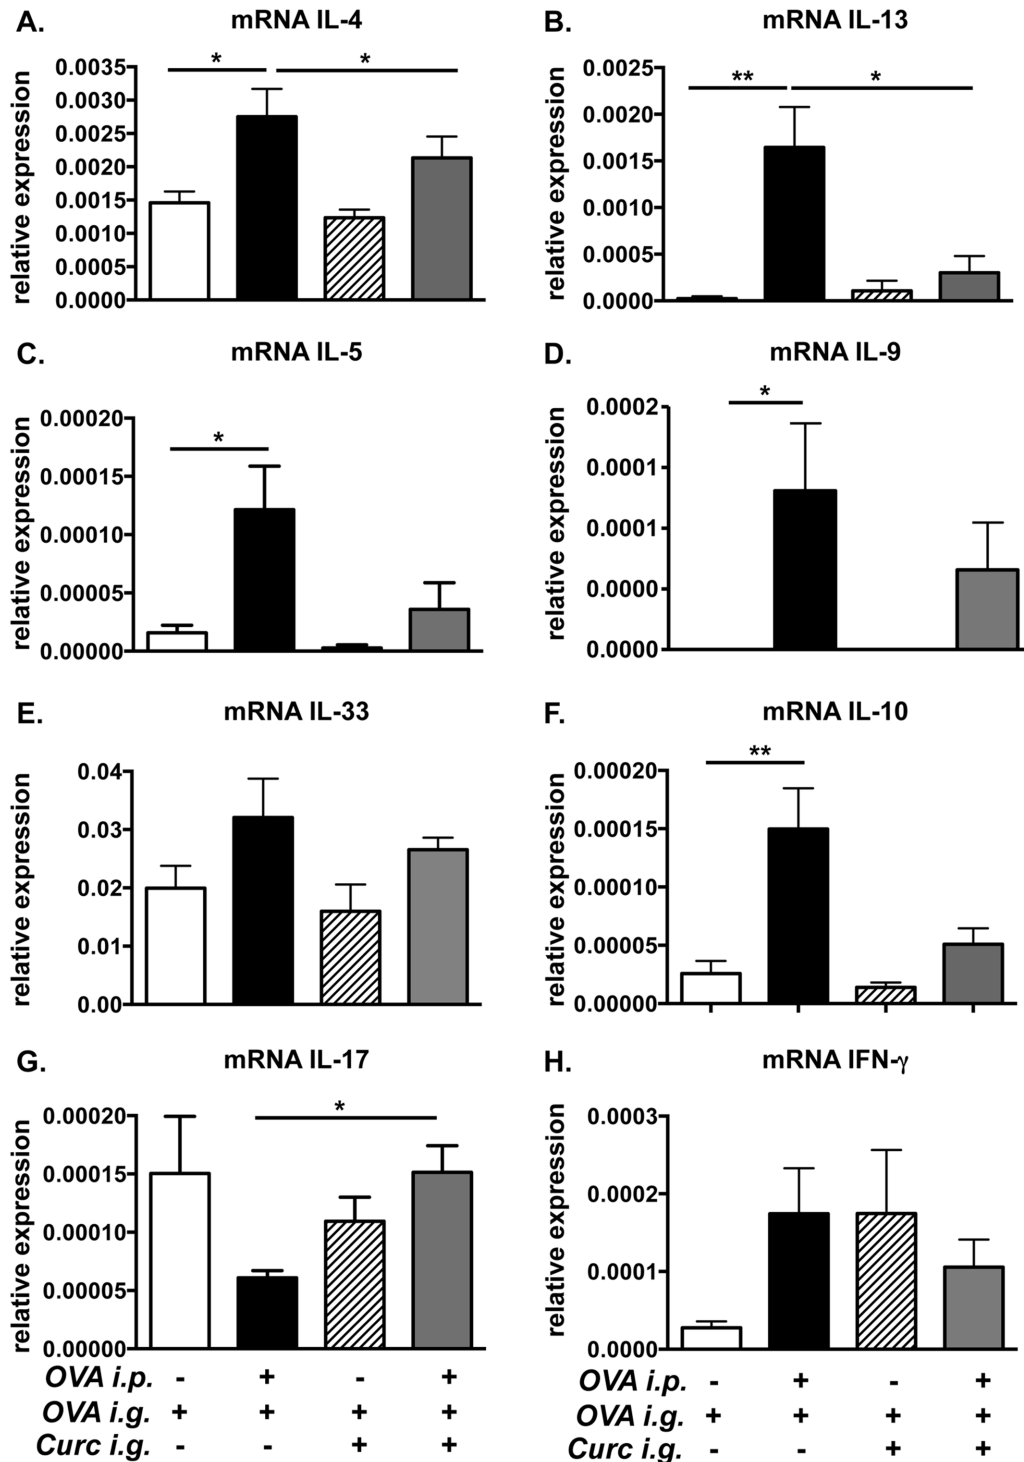 A. mRNA IL-4
* *
relative expression
0.0035
0.0030
0.0025
0.0020
0.0015
0.0010
0.0005
0.0000
B. mRNA IL-13
** *
relative expression
0.0025
0.0020
0.0015
0.0010
0.0005
0.0000
C. mRNA IL-5
*
relative expression
0.00020
0.00015
0.00010
0.00005
0.00000
D. mRNA IL-9
*
relative expression
0.0002
0.0001
0.0001
0.0000
0.0000
E. mRNA IL-33
relative expression
0.04
0.03
0.02
0.01
0.00
F. mRNA IL-10
**
relative expression
0.00020
0.00015
0.00010
0.00005
0.00000
G. mRNA IL-17
*
relative expression
0.00020
0.00015
0.00010
0.00005
0.00000
OVA i.p. - + - +
OVA i.g. + + + +
Curc i.g. - - + +
H. mRNA IFN-γ
relative expression
0.0003
0.0002
0.0001
0.0000
OVA i.p. - + - +
OVA i.g. + + + +
Curc i.g. - - + +